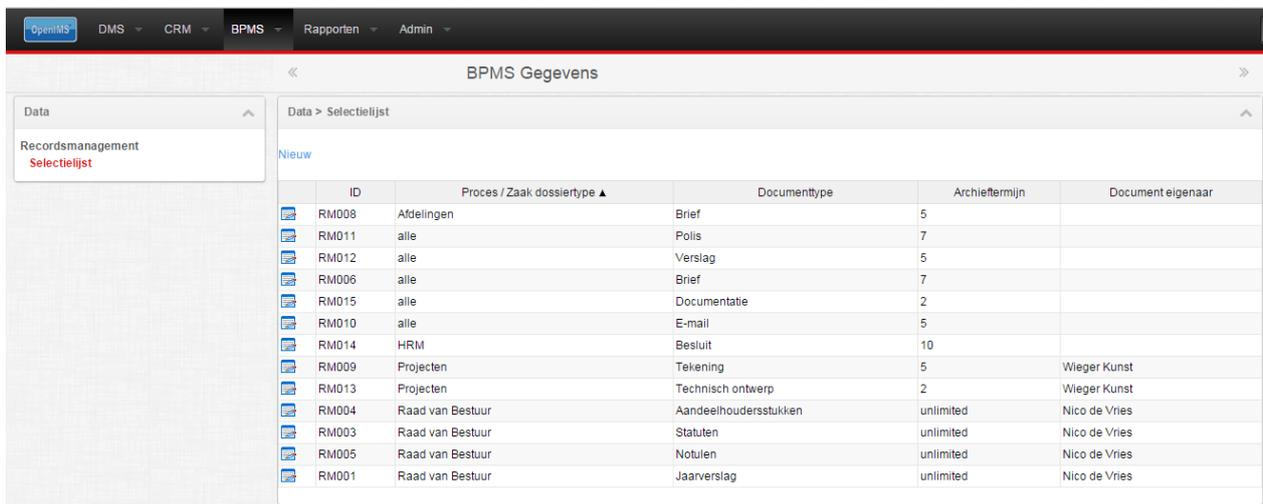 OpenIMS DMS CRM BPMS Rapporten Admin
« BPMS Gegevens »
Data
Recordsmanagement
Selectielijst
Data > Selectielijst
Nieuw
ID Proces / Zaak dossiertype ▲ Documenttype Archieftermijn Document eigenaar
RM008 Afdelingen Brief 5
RM011 alle Polis 7
RM012 alle Verslag 5
RM006 alle Brief 7
RM015 alle Documentatie 2
RM010 alle E-mail 5
RM014 HRM Besluit 10
RM009 Projecten Tekening 5 Wieger Kunst
RM013 Projecten Technisch ontwerp 2 Wieger Kunst
RM004 Raad van Bestuur Aandeelhoudersstukken unlimited Nico de Vries
RM003 Raad van Bestuur Statuten unlimited Nico de Vries
RM005 Raad van Bestuur Notulen unlimited Nico de Vries
RM001 Raad van Bestuur Jaarverslag unlimited Nico de Vries